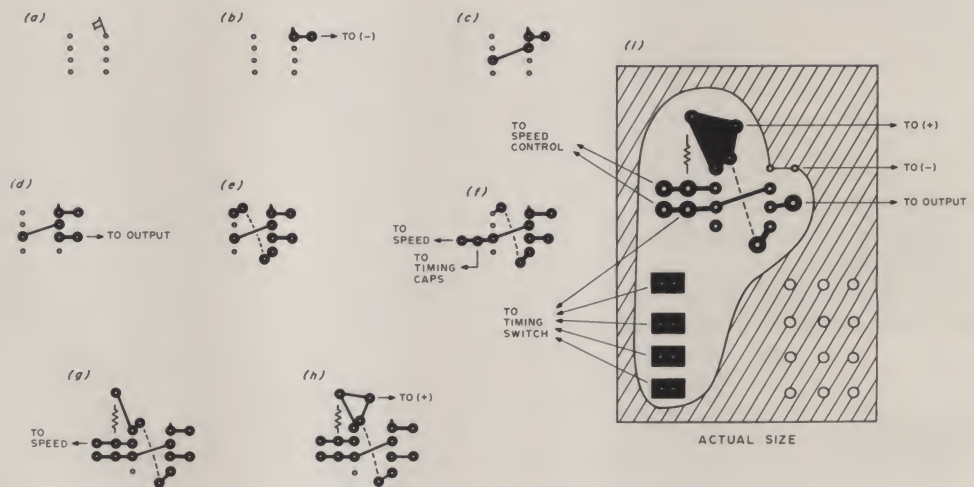 (a)
(b)
TO (-)
(c)
(d)
TO OUTPUT
(e)
(f)
TO
SPEED
TO
TIMING
CAPS
(g)
TO
SPEED
(h)
TO (+)
(i)
TO
SPEED
CONTROL
TO (+)
TO (-)
TO OUTPUT
TO
TIMING
SWITCH
ACTUAL SIZE